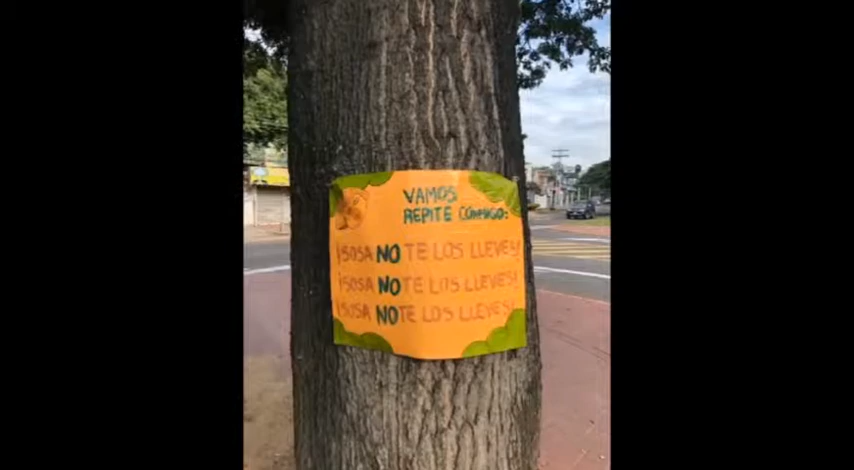 VAMOS
REPITE CONMIGO:
¡SOSA NO TE LOS LLEVES!
¡SOSA NO TE LOS LLEVES!
¡SOSA NO TE LOS LLEVES!